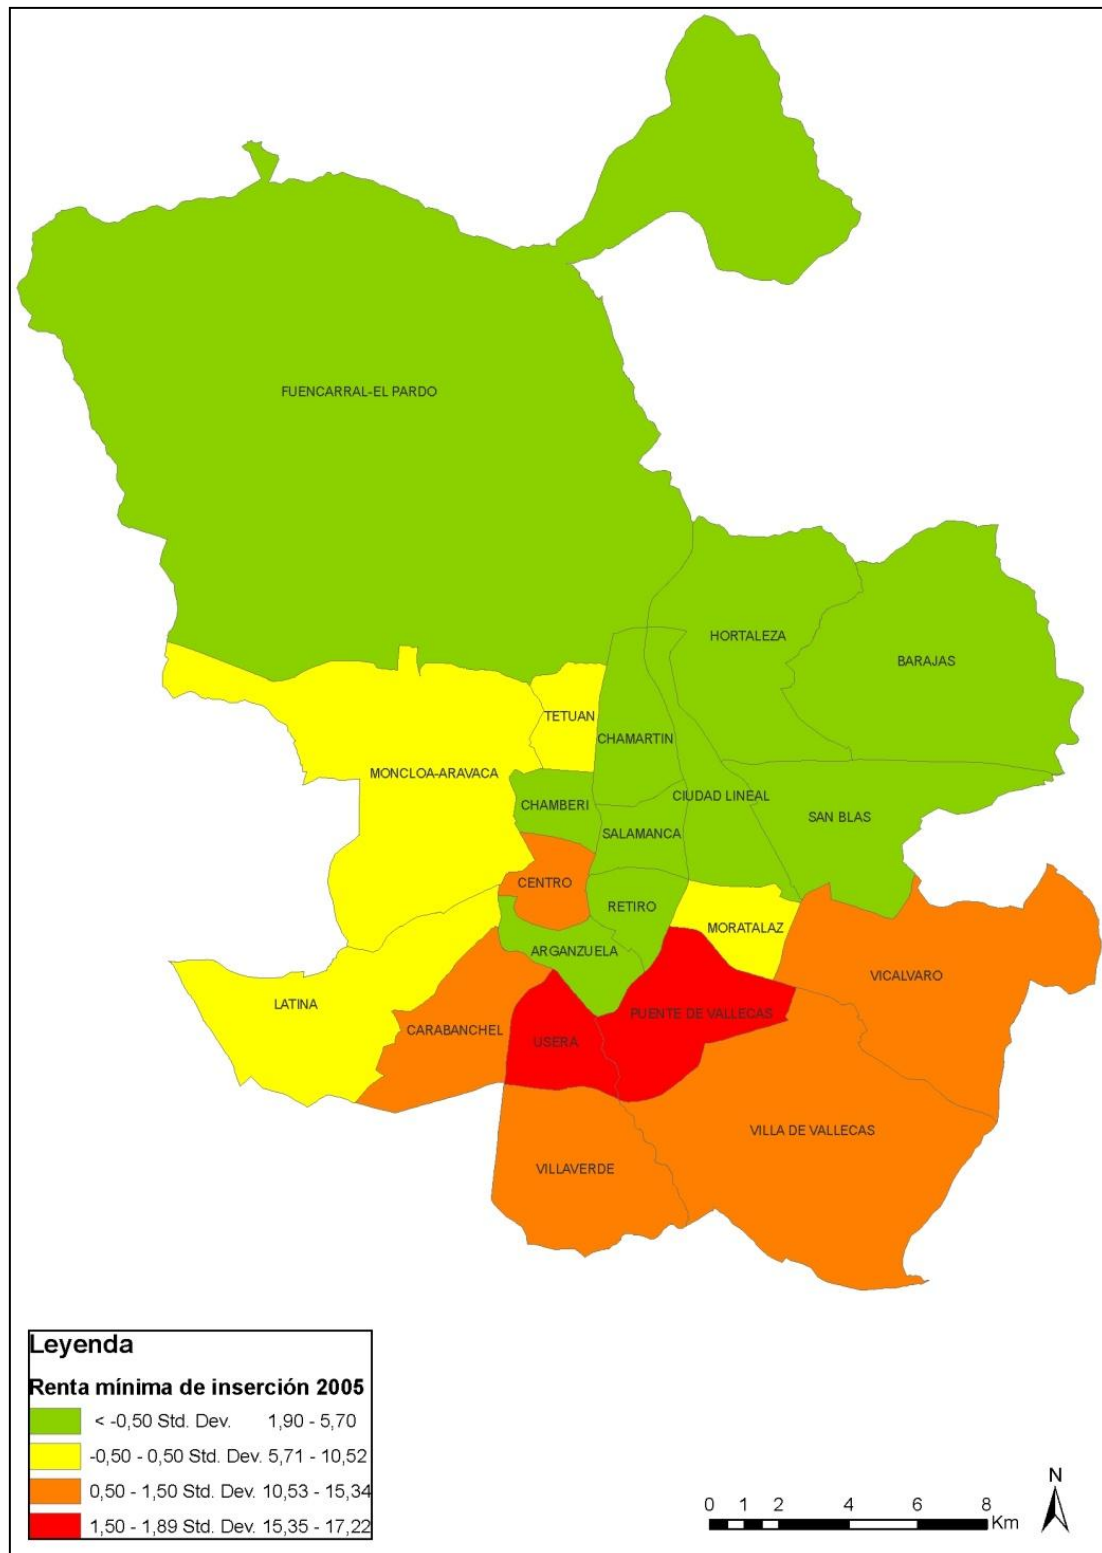 FUENCARRAL-EL PARDO
HORTALEZA
BARAJAS
TETUAN
CHAMARTIN
MONCLOA-ARAVACA
CIUDAD LINEAL
CHAMBERI
SAN BLAS
SALAMANCA
CENTRO
RETIRO
MORATALAZ
ARGANZUELA
VICALVARO
LATINA
PUENTE DE VALLECAS
CARABANCHEL
USERA
VILLA DE VALLECAS
VILLAVERDE
Leyenda
Renta mínima de inserción 2005
< -0,50 Std. Dev. 1,90 - 5,70
-0,50 - 0,50 Std. Dev. 5,71 - 10,52
0,50 - 1,50 Std. Dev. 10,53 - 15,34
1,50 - 1,89 Std. Dev. 15,35 - 17,22
N
0 1 2 4 6 8
Km